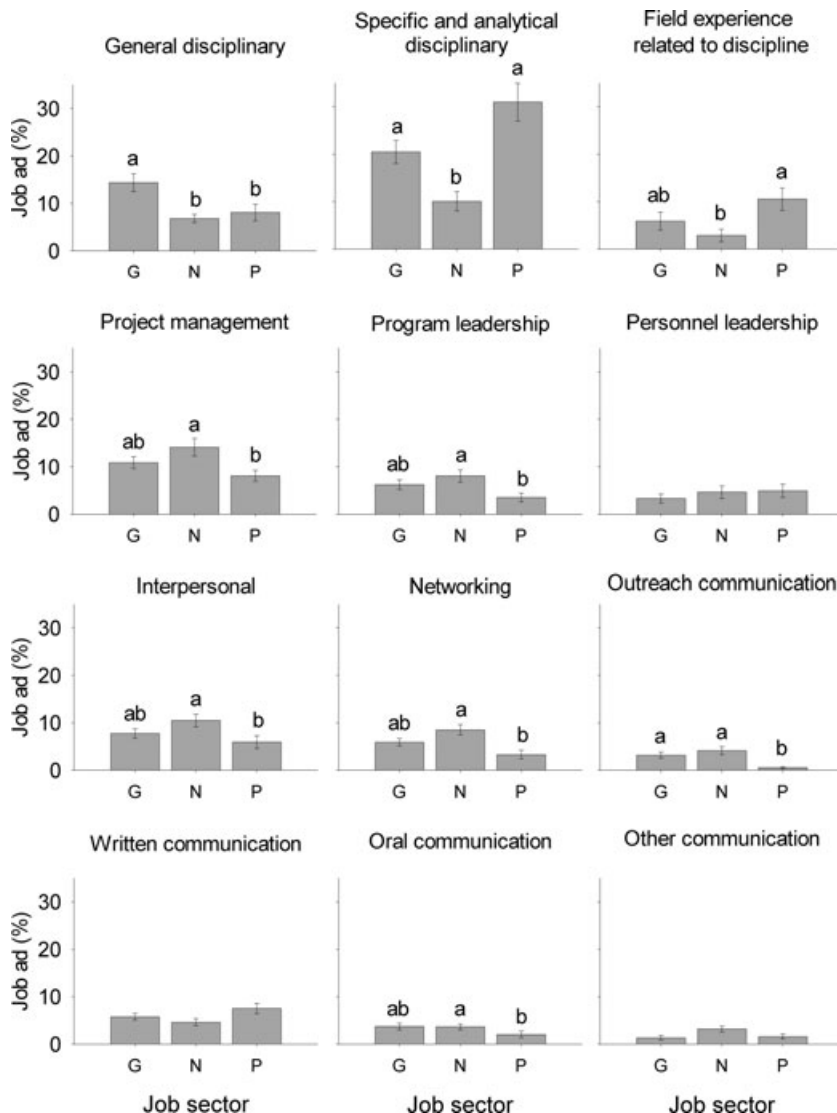 General disciplinary
Specific and analytical
disciplinary
Field experience
related to discipline
Job ad (%)
30
20
10
0
a
b
b
G
N
P
a
b
a
G
N
P
ab
b
a
G
N
P
Project management
Program leadership
Personnel leadership
Job ad (%)
30
20
10
0
ab
a
b
G
N
P
ab
a
b
G
N
P
G
N
P
Interpersonal
Networking
Outreach communication
Job ad (%)
30
20
10
0
ab
a
b
G
N
P
ab
a
b
G
N
P
a
a
b
G
N
P
Written communication
Oral communication
Other communication
Job ad (%)
30
20
10
0
G
N
P
ab
a
b
G
N
P
G
N
P
Job sector
Job sector
Job sector